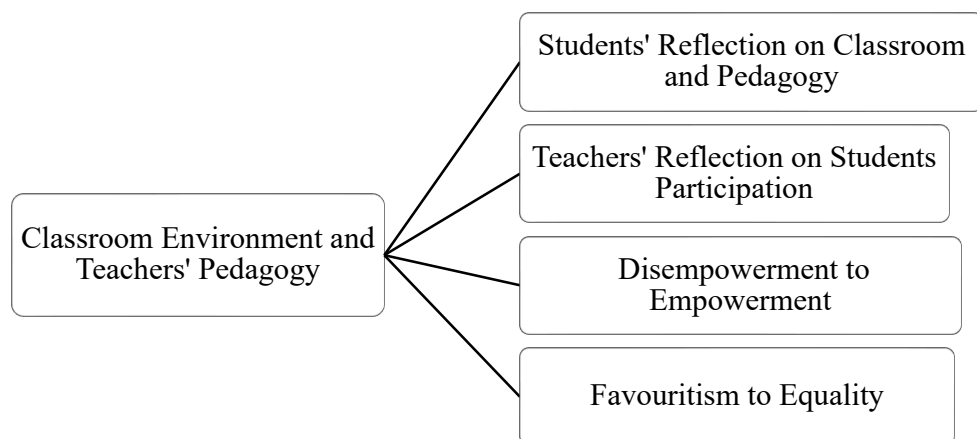 Students' Reflection on Classroom
and Pedagogy
Teachers' Reflection on Students
Participation
Classroom Environment and
Teachers' Pedagogy
Disempowerment to
Empowerment
Favouritism to Equality